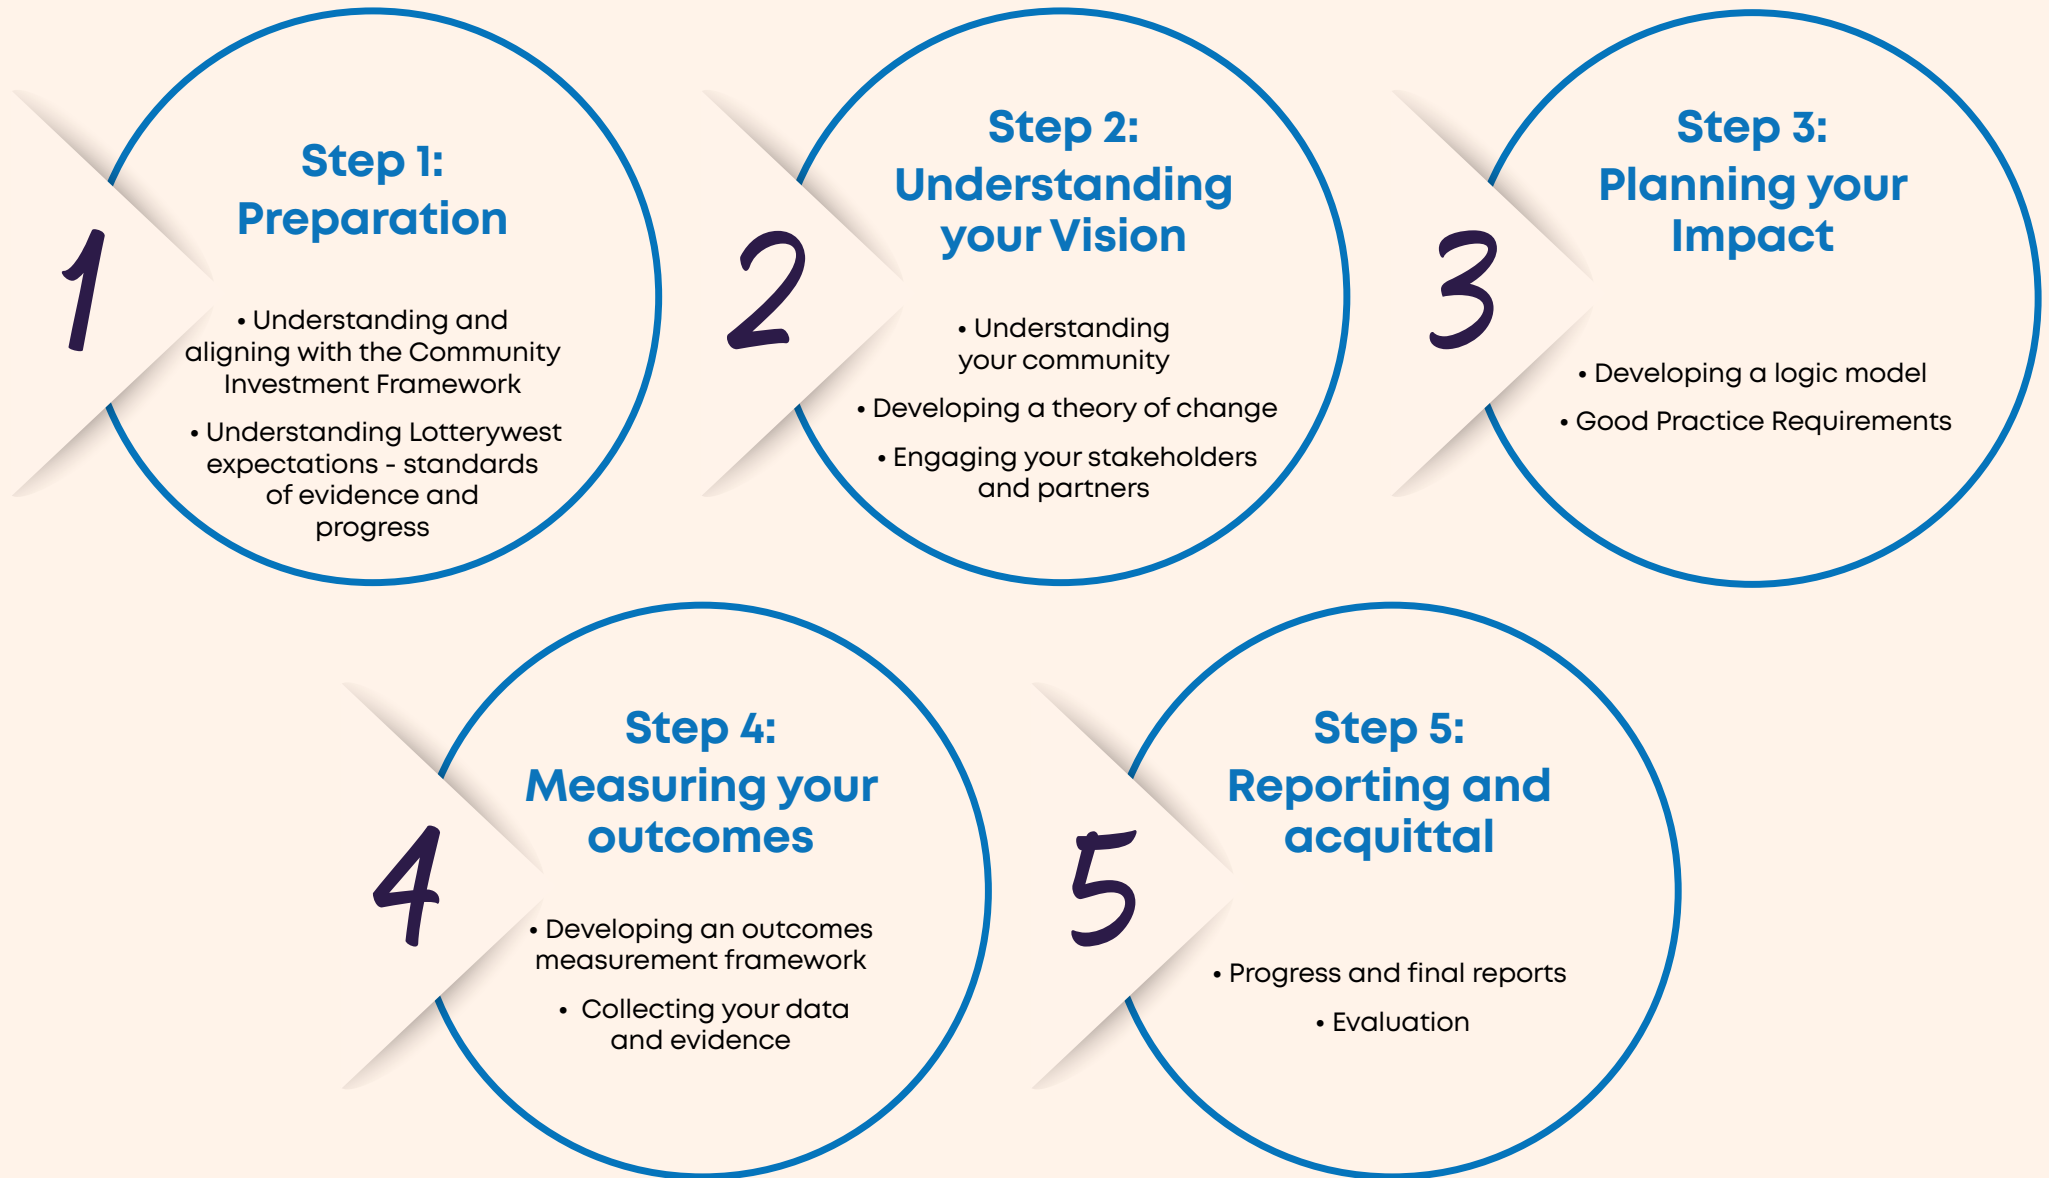 1
Step 1:
Preparation
• Understanding and
aligning with the Community
Investment Framework
• Understanding Lotterywest
expectations - standards
of evidence and
progress
2
Step 2:
Understanding
your Vision
• Understanding
your community
• Developing a theory of change
• Engaging your stakeholders
and partners
3
Step 3:
Planning your
Impact
• Developing a logic model
• Good Practice Requirements
4
Step 4:
Measuring your
outcomes
• Developing an outcomes
measurement framework
• Collecting your data
and evidence
5
Step 5:
Reporting and
acquittal
• Progress and final reports
• Evaluation